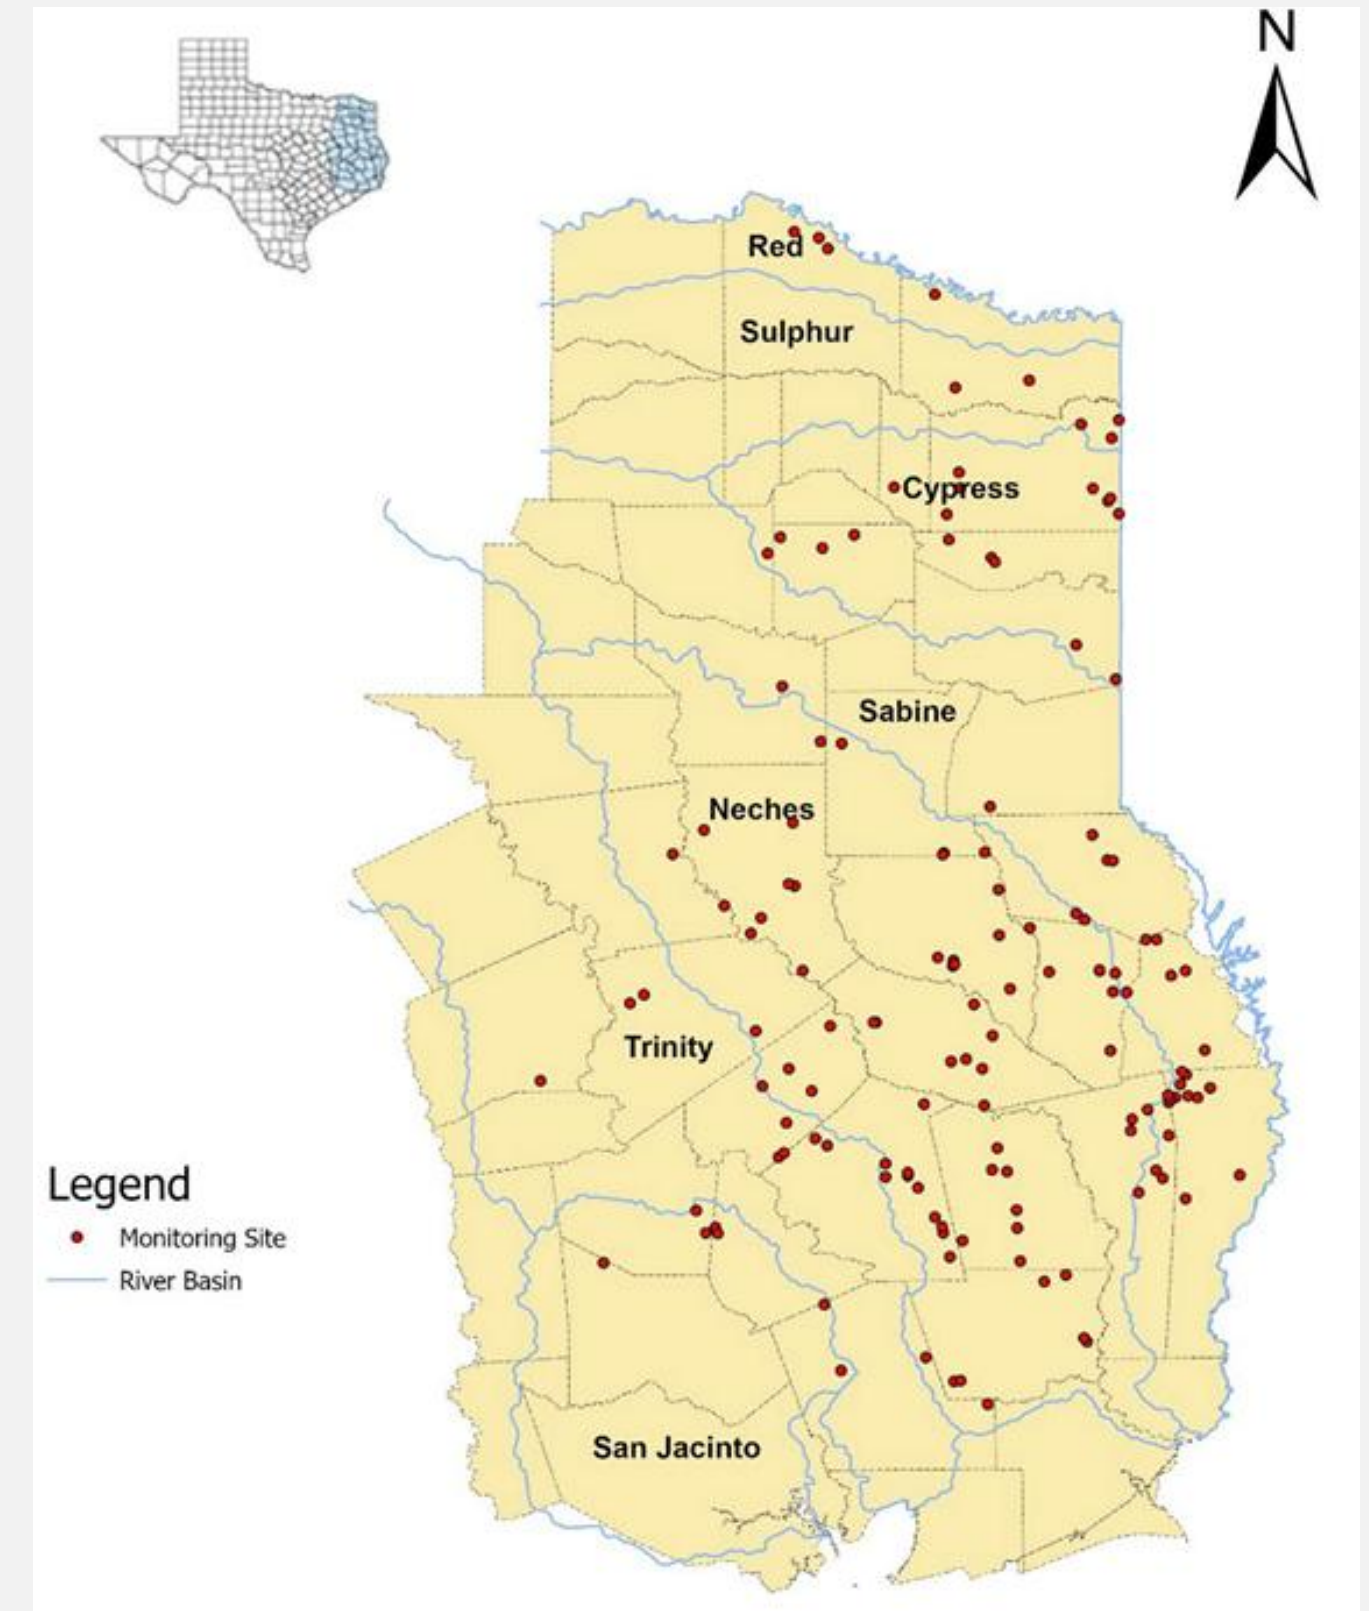 N
Red
Sulphur
Cypress
Sabine
Neches
Trinity
Legend
Monitoring Site
River Basin
San Jacinto